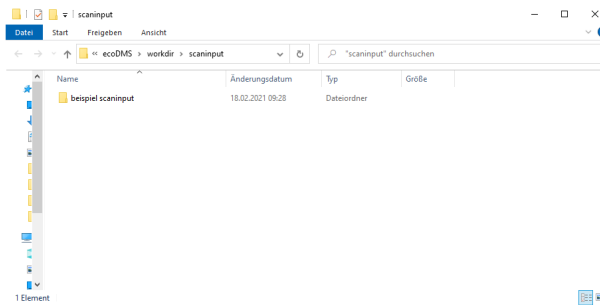 scaninput
Datei Start Freigeben Ansicht
« ecoDMS › workdir › scaninput "scaninput" durchsuchen
Name Änderungsdatum Typ Größe
beispiel scaninput 18.02.2021 09:28 Dateiordner
1 Element